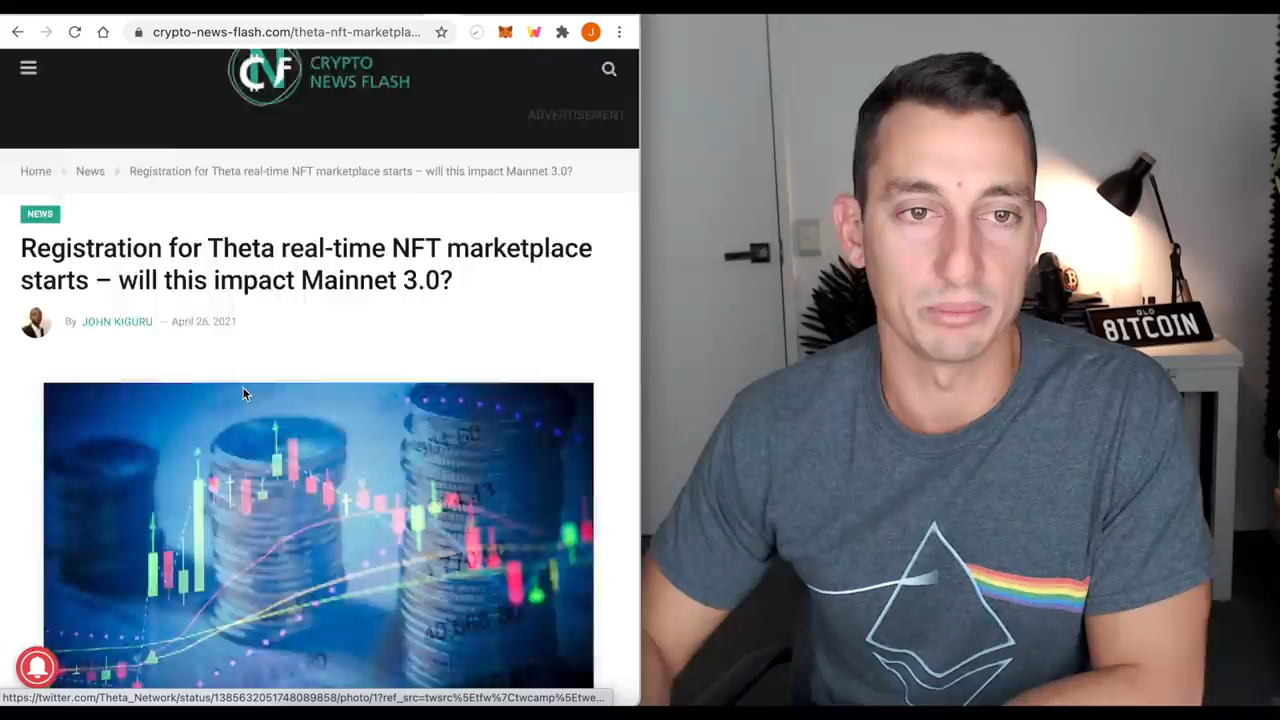 crypto-news-flash.com/theta-nft-marketpla...
J
CNF
CRYPTO
NEWS FLASH
ADVERTISEMENT
Home » News » Registration for Theta real-time NFT marketplace starts – will this impact Mainnet 3.0?
NEWS
Registration for Theta real-time NFT marketplace
starts – will this impact Mainnet 3.0?
By JOHN KIGURU — April 26, 2021
https://twitter.com/Theta_Network/status/1385632051748089858/photo/1?ref_src=twsrc%5Etfw%7Ctwcamp%5Etwe...
QLD
BITCOIN